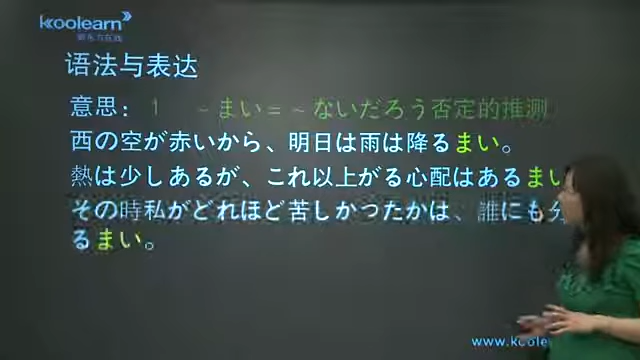 koolearn
新东方在线
语法与表达
意思: 1 ~まい=~ないだろう否定的推測
西の空が赤いから、明日は雨は降るまい。
熱は少しあるが、これ以上がる心配はあるまい
その時私がどれほど苦しかつたかは、誰にも分
るまい。
www.koole